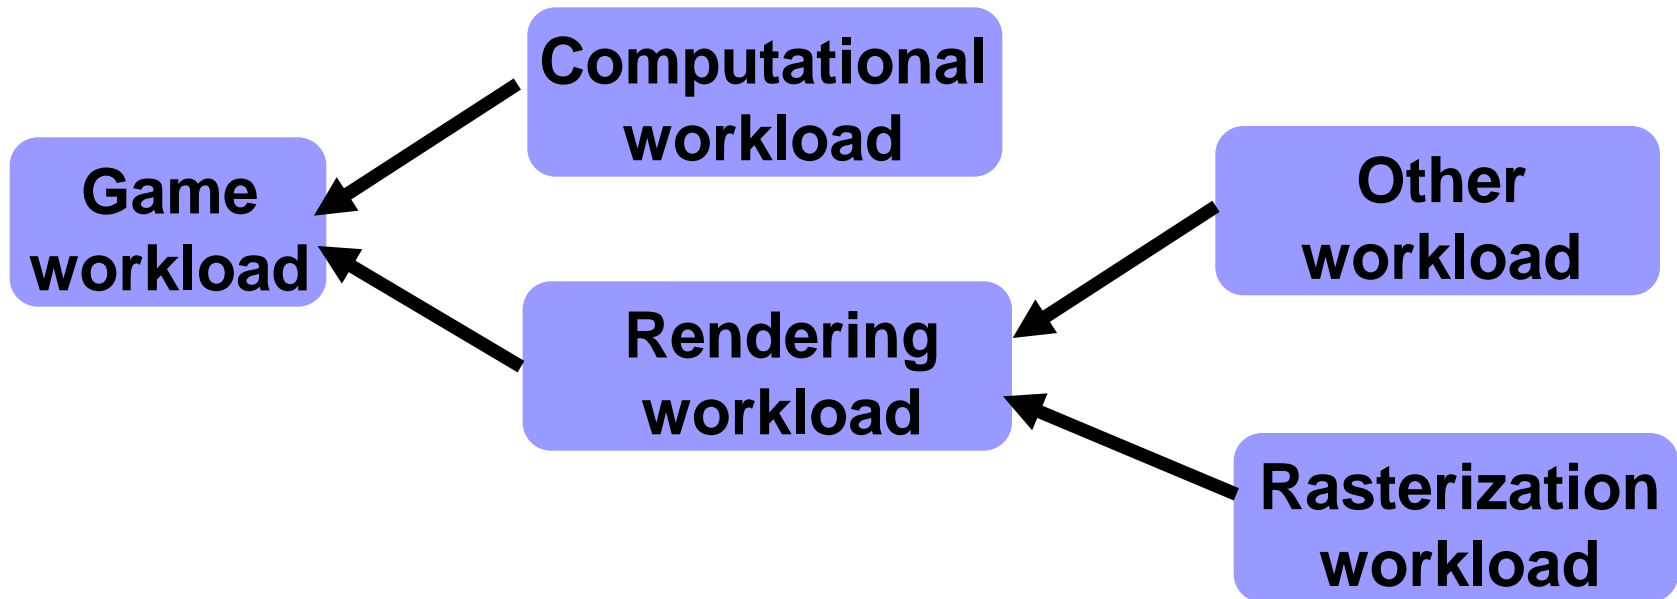 Computational
workload
Game
workload
Other
workload
Rendering
workload
Rasterization
workload